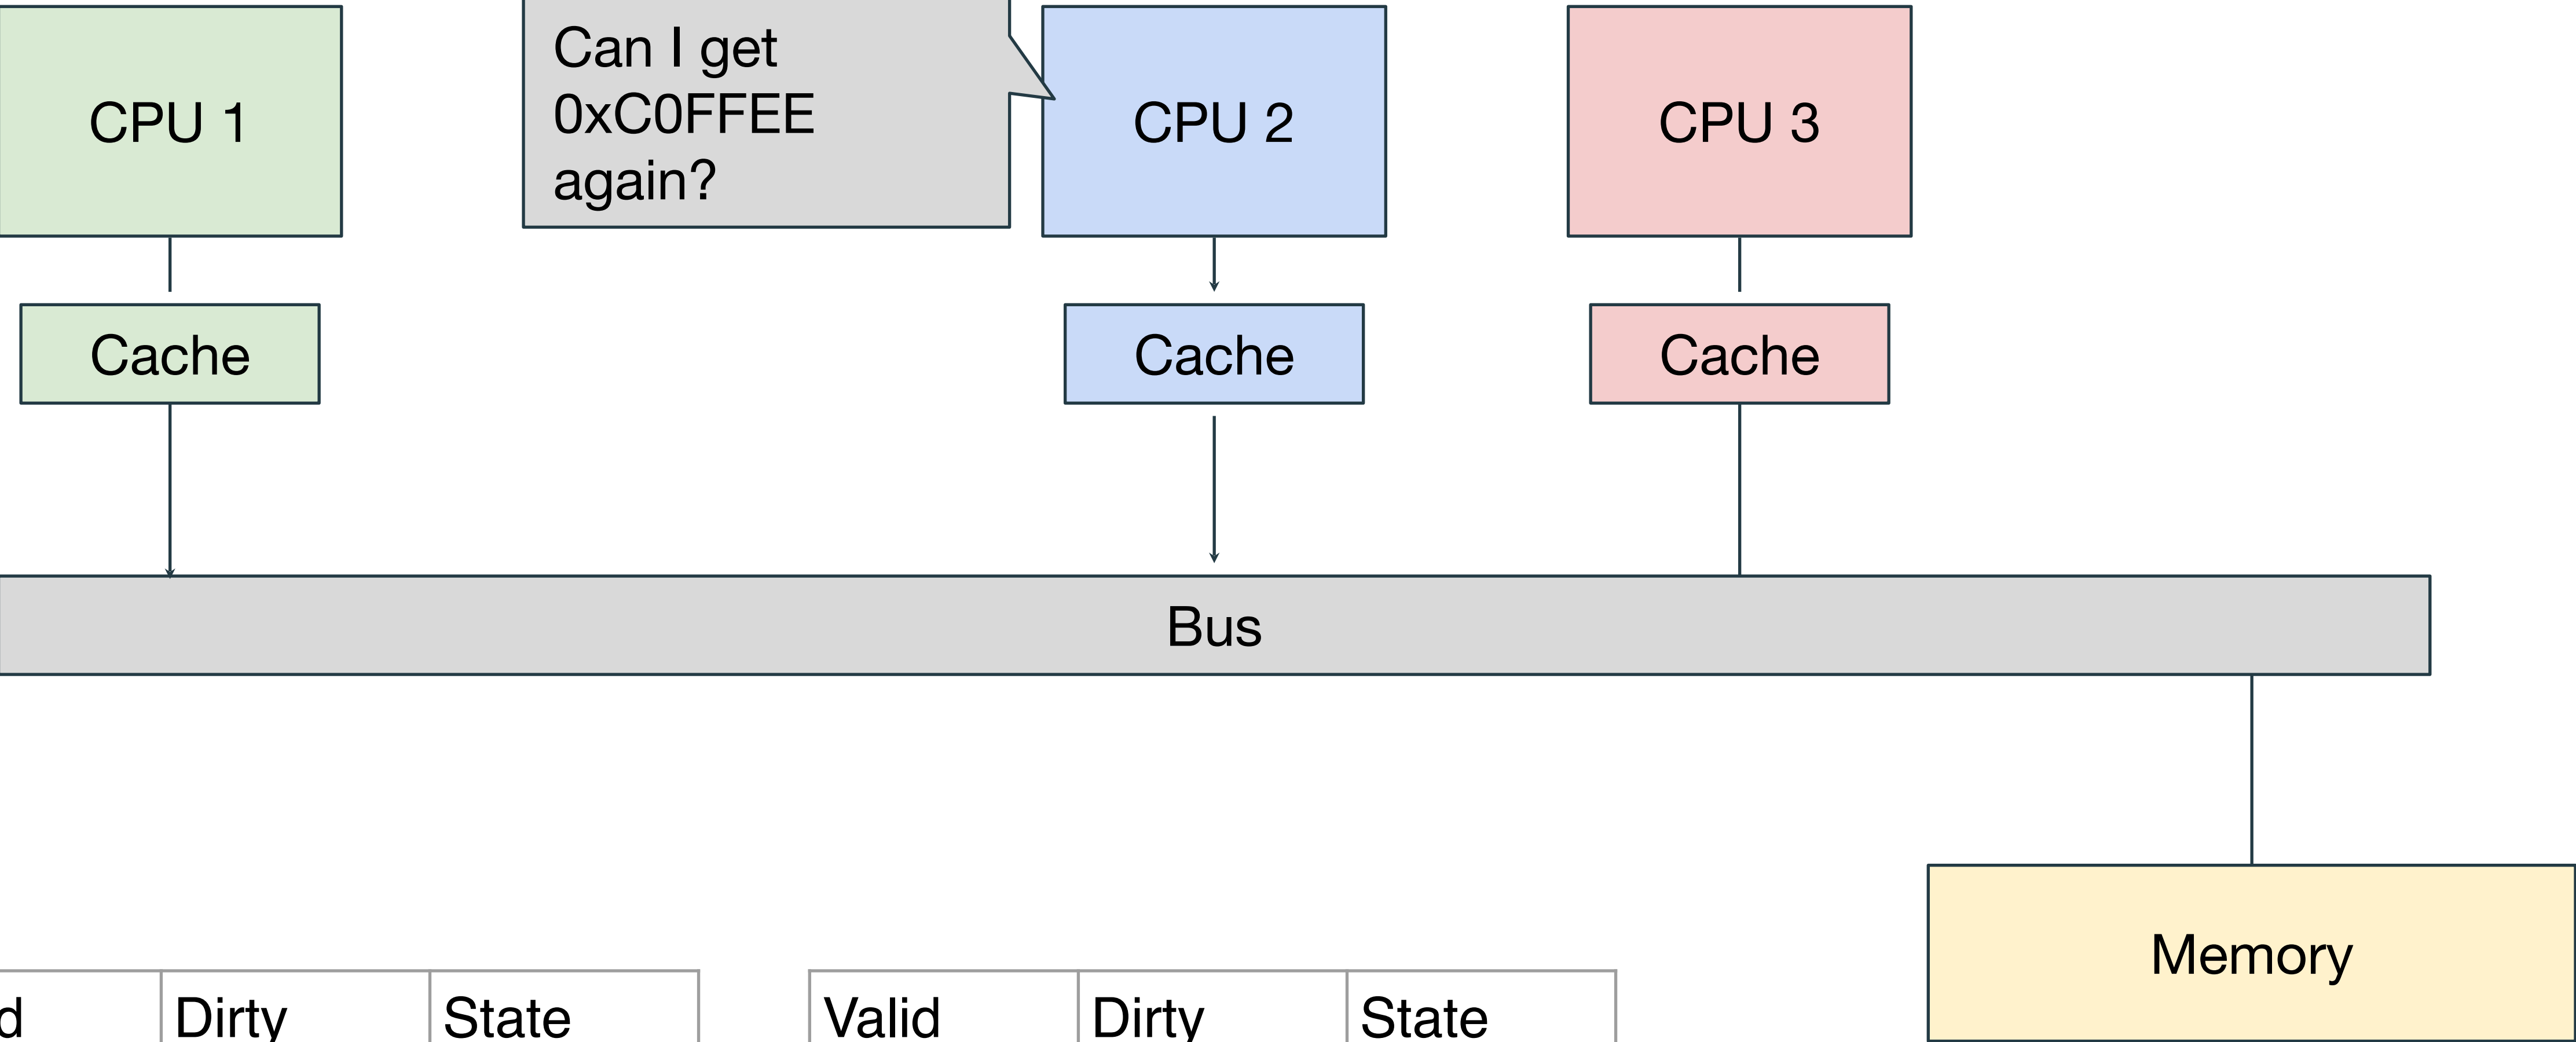 Can I get
0xC0FFEE
again?
CPU 1
CPU 2
CPU 3
Cache
Cache
Cache
Bus
Memory
d
Dirty
State
Valid
Dirty
State